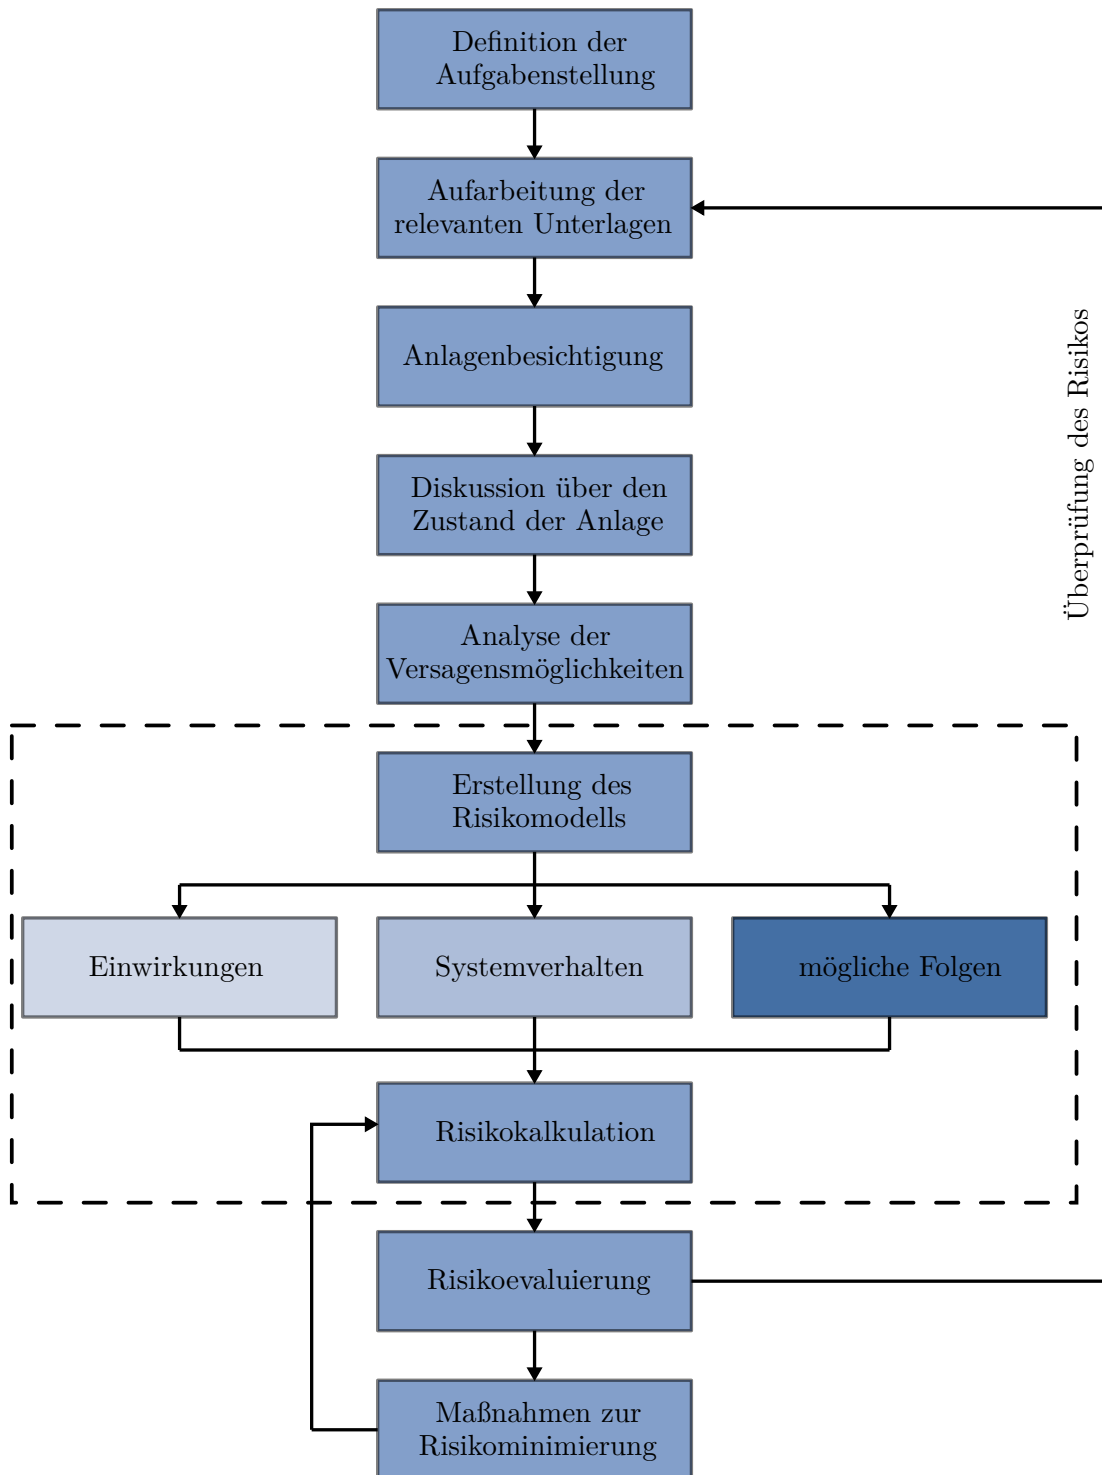 Definition der
Aufgabenstellung
Aufarbeitung der
relevanten Unterlagen
Anlagenbesichtigung
Überprüfung des Risikos
Diskussion über den
Zustand der Anlage
Analyse der
Versagensmöglichkeiten
Erstellung des
Risikomodells
Einwirkungen
Systemverhalten
mögliche Folgen
Risikokalkulation
Risikoevaluierung
Maßnahmen zur
Risikominimierung